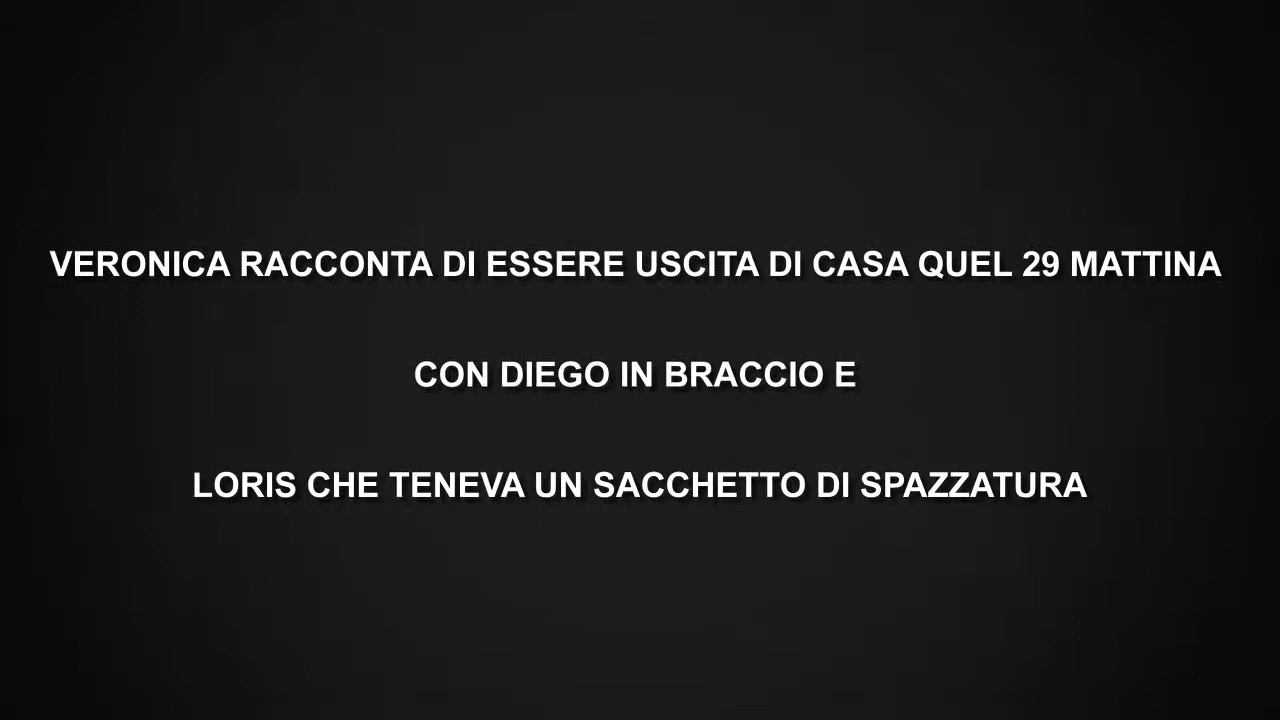 VERONICA RACCONTA DI ESSERE USCITA DI CASA QUEL 29 MATTINA
CON DIEGO IN BRACCIO E
LORIS CHE TENEVA UN SACCHETTO DI SPAZZATURA